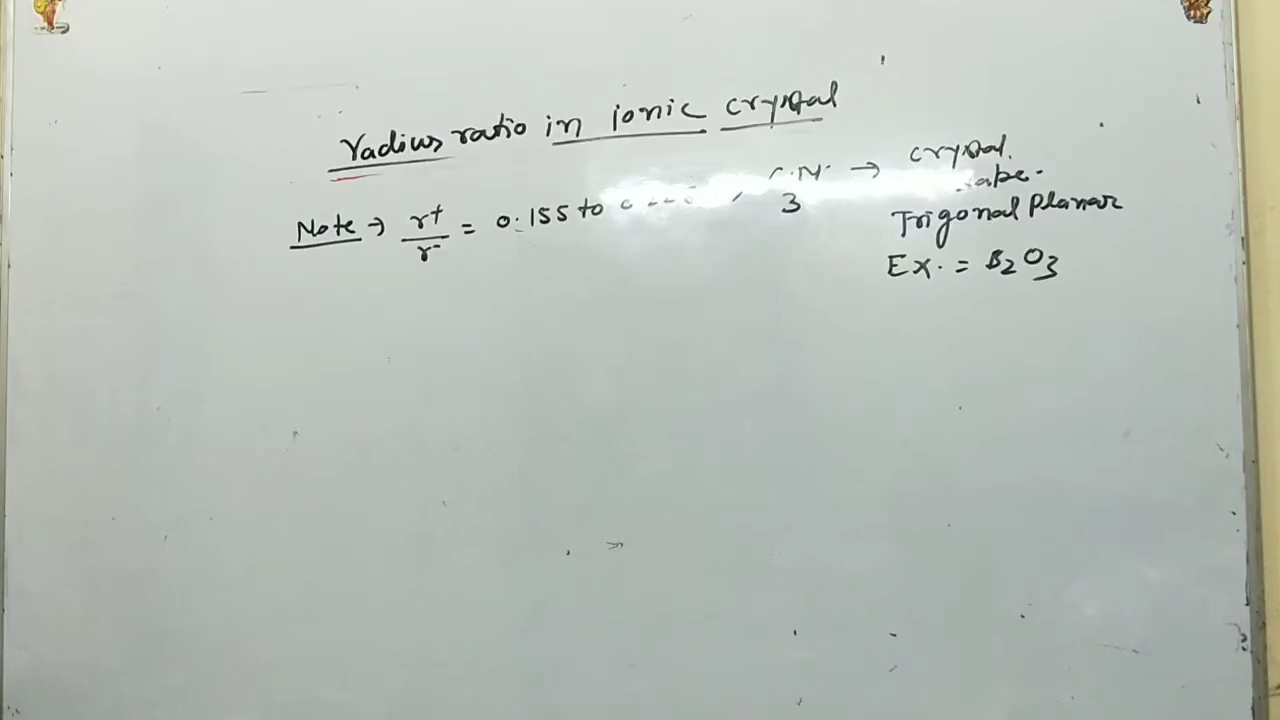 Radius ratio in ionic crystal
Note → r+/r- = 0.155 to
C.N. → crystal
3
Trigonal Planar
Ex. = B2O3